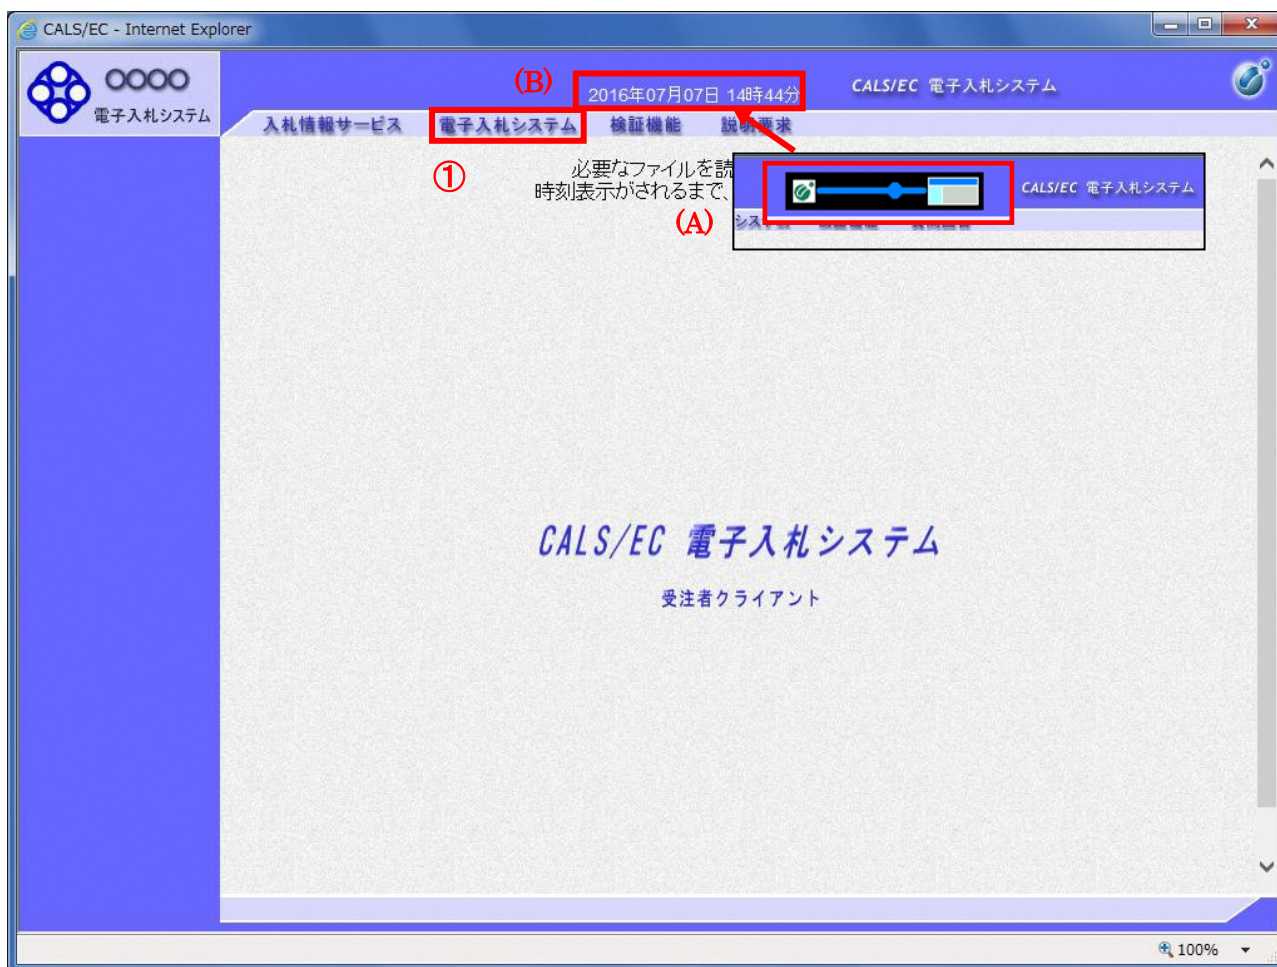 CALS/EC - Internet Explorer
○○○○
電子入札システム
(B)
2016年07月07日 14時44分
CALS/EC 電子入札システム
入札情報サービス 電子入札システム 検証機能 説明要求
①
必要なファイルを読
時刻表示がされるまで、
(A)
CALS/EC 電子入札システム
システム
CALS/EC 電子入札システム
受注者クライアント
100%